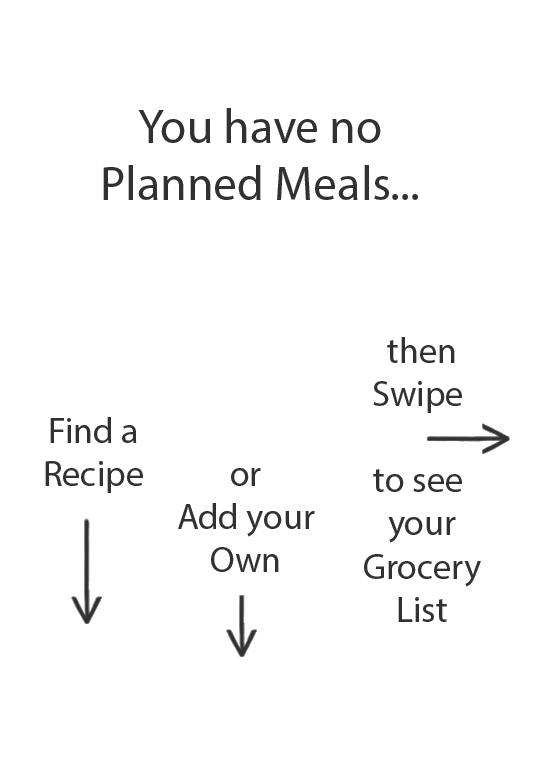 You have no
Planned Meals...
Find a
Recipe
or
Add your
Own
then
Swipe
to see
your
Grocery
List